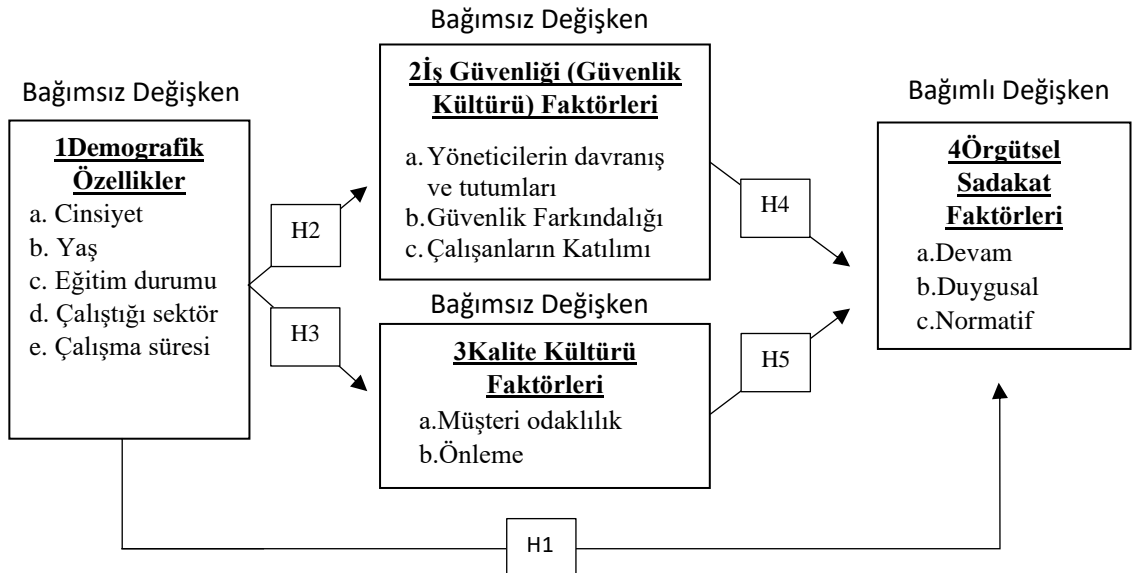 Bağımsız Değişken
1Demografik
Özellikler
a. Cinsiyet
b. Yaş
c. Eğitim durumu
d. Çalıştığı sektör
e. Çalışma süresi
H2
H3
Bağımsız Değişken
2İş Güvenliği (Güvenlik
Kültürü) Faktörleri
a. Yöneticilerin davranış
ve tutumları
b. Güvenlik Farkındalığı
c. Çalışanların Katılımı
Bağımsız Değişken
3Kalite Kültürü
Faktörleri
a.Müşteri odaklılık
b.Önleme
H4
H5
Bağımlı Değişken
4Örgütsel
Sadakat
Faktörleri
a.Devam
b.Duygusal
c.Normatif
H1